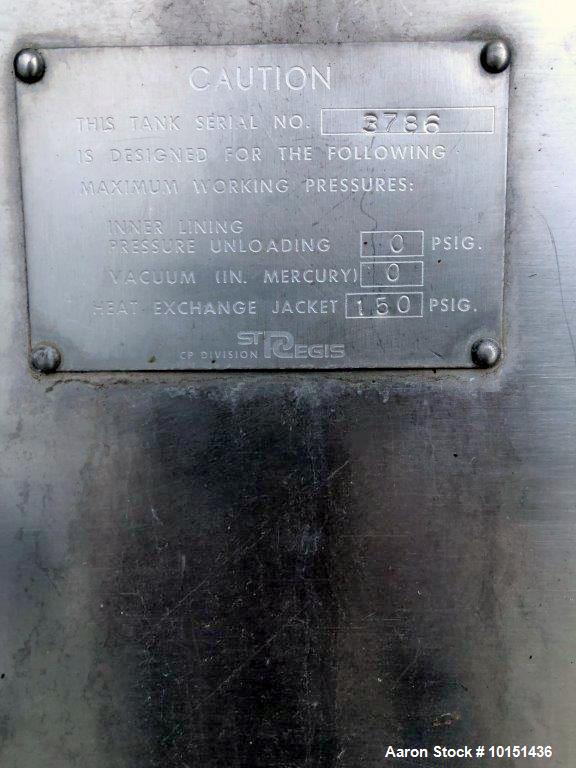 CAUTION
THIS TANK SERIAL NO. 3786
IS DESIGNED FOR THE FOLLOWING
MAXIMUM WORKING PRESSURES:
INNER LINING
PRESSURE UNLOADING 0 PSIG.
VACUUM (IN. MERCURY) 0
HEAT EXCHANGE JACKET 150 PSIG.
CP DIVISION ST REGIS
Aaron Stock # 10151436